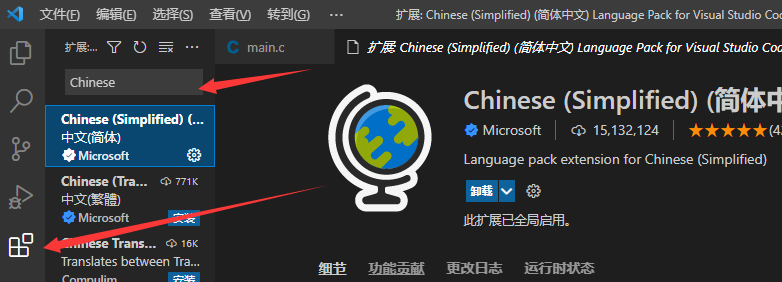 文件(F) 编辑(E) 选择(S) 查看(V) 转到(G) ··· 扩展: Chinese (Simplified) (简体中文) Language Pack for Visual Studio Cod
扩展:... ···
main.c
扩展 Chinese (Simplified) (简体中文) Language Pack for Visual Studio Cod
Chinese
Chinese (Simplified) (...
中文(简体)
Microsoft
Chinese (Tra... 771K
中文(繁體)
Microsoft 安装
Chinese Trans... 16K
Translates between Tra...
Compulim 安装
Chinese (Simplified) (简体中
Microsoft 15,132,124 ★★★★★(4
Language pack extension for Chinese (Simplified)
卸载
此扩展已全局启用。
细节 功能贡献 更改日志 运行时状态